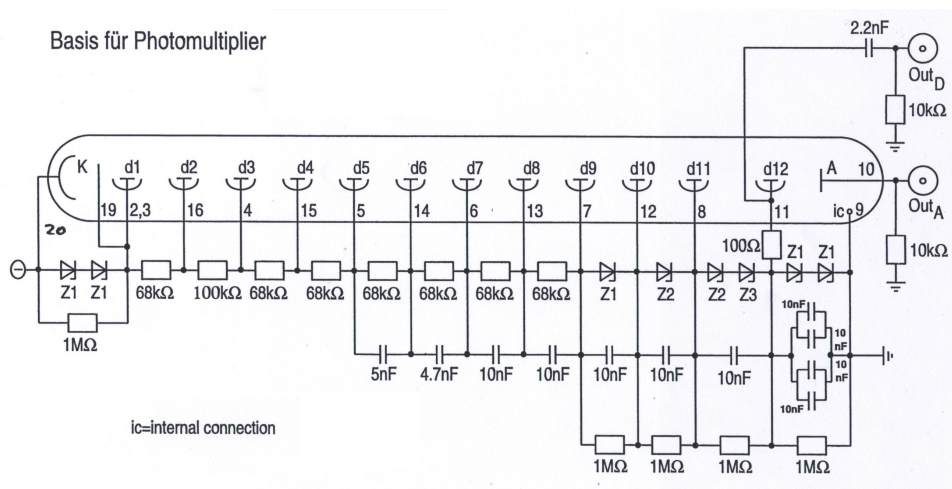 Basis für Photomultiplier
2.2nF
Out D
10kΩ
K d1 d2 d3 d4 d5 d6 d7 d8 d9 d10 d11 d12 A 10
Out A
19 2,3 16 4 15 5 14 6 13 7 12 8 11 ic 9
20
100Ω Z1 Z1
10kΩ
⊖
Z1 Z1 68kΩ 100kΩ 68kΩ 68kΩ 68kΩ 68kΩ 68kΩ 68kΩ Z1 Z2 Z2 Z3
10nF
10 nF
1MΩ
10 nF
5nF 4.7nF 10nF 10nF 10nF 10nF 10nF
10nF
ic=internal connection
1MΩ 1MΩ 1MΩ 1MΩ